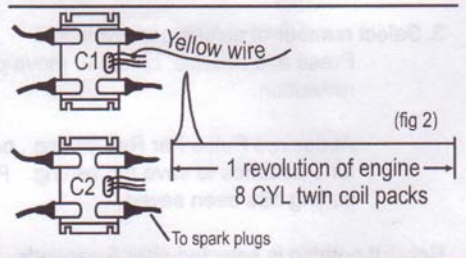 C1
Yellow wire
(fig 2)
1 revolution of engine
8 CYL twin coil packs
C2
To spark plugs